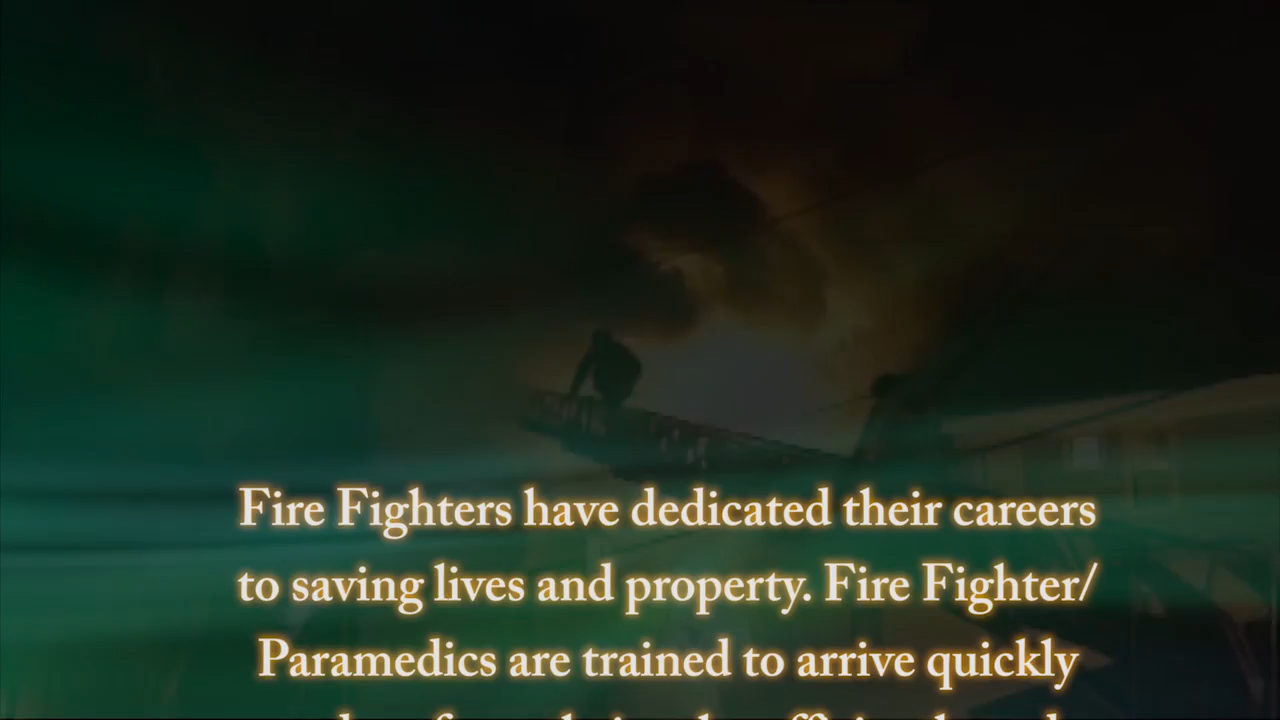 Fire Fighters have dedicated their careers
to saving lives and property. Fire Fighter/
Paramedics are trained to arrive quickly